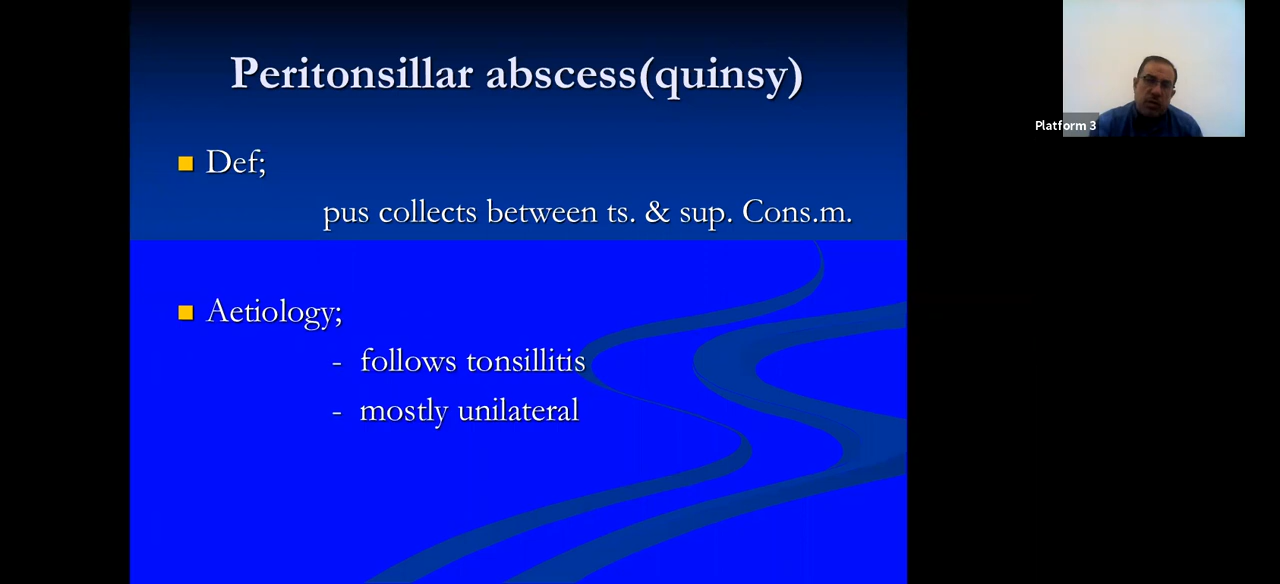 Peritonsillar abscess(quinsy)
Def;
pus collects between ts. & sup. Cons.m.
Aetiology;
- follows tonsillitis
- mostly unilateral
Platform 3